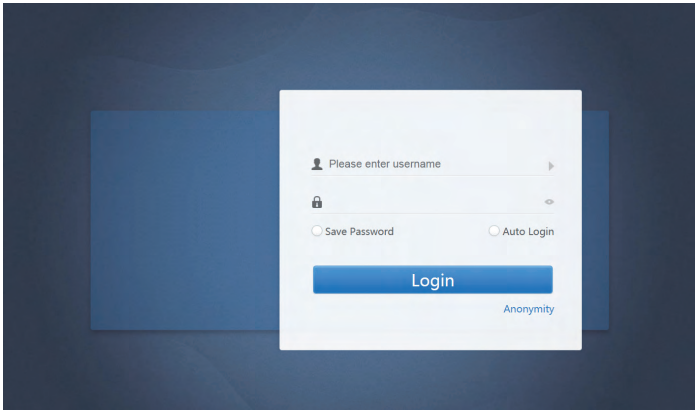 Please enter username
Save Password
Auto Login
Login
Anonymity